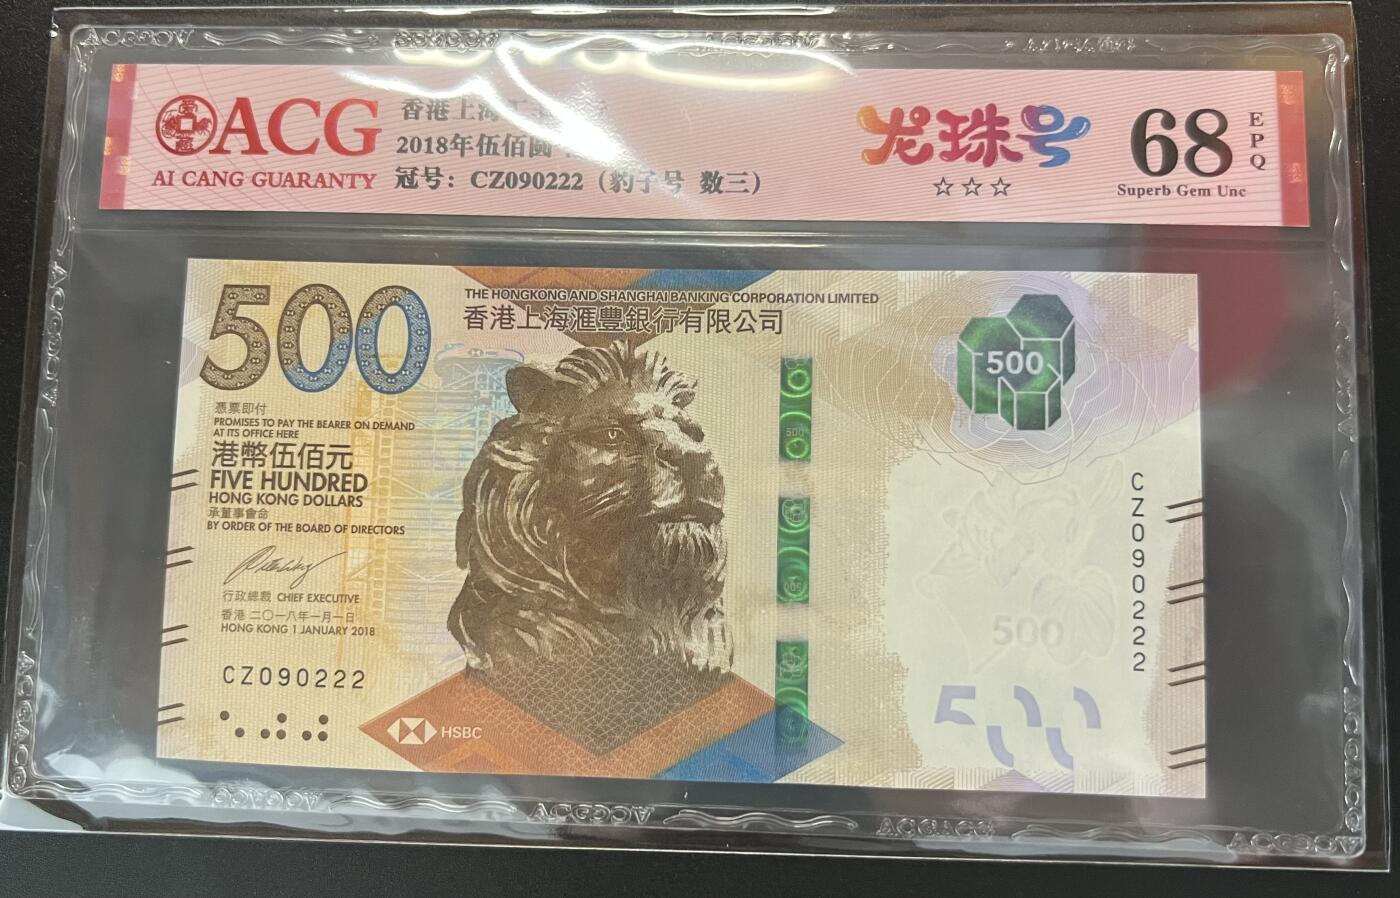 ACG
AI CANG GUARANTY
香港上海
2018年伍佰圆
冠号：CZ090222（豹子号 数三）
龙珠号
☆☆☆
68
EPQ
Superb Gem Unc
500
THE HONGKONG AND SHANGHAI BANKING CORPORATION LIMITED
香港上海滙豐銀行有限公司
500
憑票即付
PROMISES TO PAY THE BEARER ON DEMAND
AT ITS OFFICE HERE
港幣伍佰元
FIVE HUNDRED
HONG KONG DOLLARS
承董事會命
BY ORDER OF THE BOARD OF DIRECTORS
行政總裁 CHIEF EXECUTIVE
香港 二〇一八年一月一日
HONG KONG 1 JANUARY 2018
CZ090222
HSBC
500
500
CZ090222
500
500